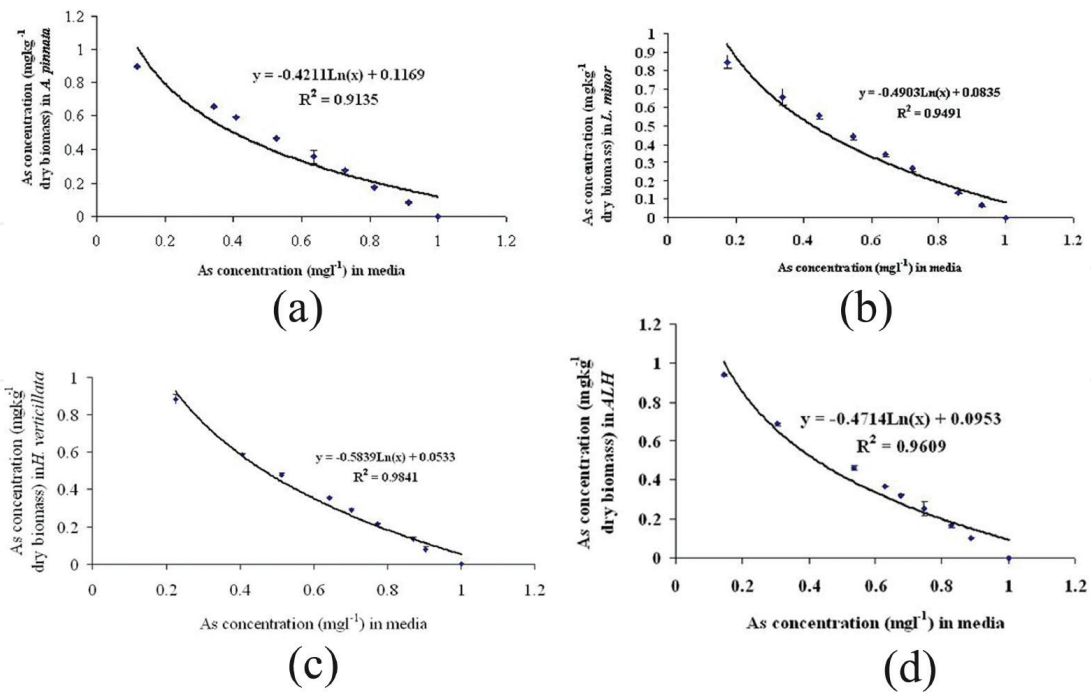 As concentration (mgkg-1
dry biomass) in A. pinnata
1.2
1
0.8
0.6
0.4
0.2
0
y = -0.4211Ln(x) + 0.1169
R2 = 0.9135
0 0.2 0.4 0.6 0.8 1 1.2
As concentration (mgl-1) in media
(a)
As concentration (mgkg-1
dry biomass) in L. minor
1
0.9
0.8
0.7
0.6
0.5
0.4
0.3
0.2
0.1
0
y = -0.4903Ln(x) + 0.0835
R2 = 0.9491
0 0.2 0.4 0.6 0.8 1 1.2
As concentration (mgl-1) in media
(b)
As concentration (mgkg-1
dry biomass) in H. verticillata
1
0.8
0.6
0.4
0.2
0
y = -0.5839Ln(x) + 0.0533
R2 = 0.9841
0 0.2 0.4 0.6 0.8 1 1.2
As concentration (mgl-1) in media
(c)
As concentration (mgkg-1
dry biomass) in ALH
1.2
1
0.8
0.6
0.4
0.2
0
y = -0.4714Ln(x) + 0.0953
R2 = 0.9609
0 0.2 0.4 0.6 0.8 1 1.2
As concentration (mgl-1) in media
(d)